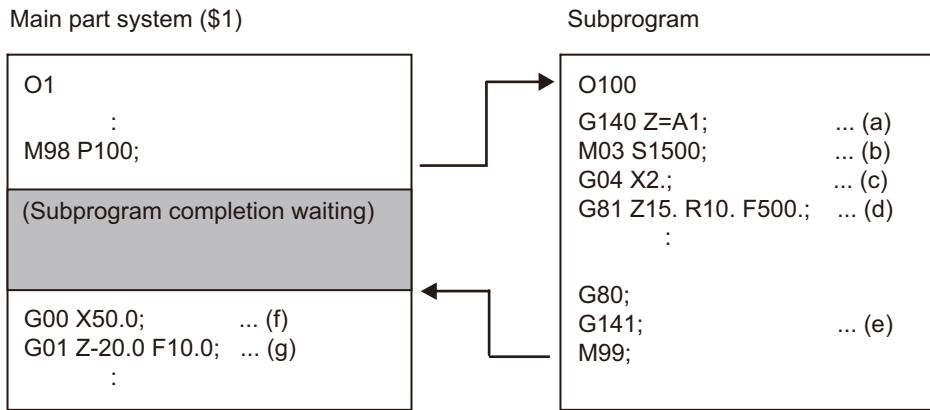 Main part system ($1)
O1
:
M98 P100;
(Subprogram completion waiting)
G00 X50.0; ... (f)
G01 Z-20.0 F10.0; ... (g)
:
Subprogram
O100
G140 Z=A1; ... (a)
M03 S1500; ... (b)
G04 X2.; ... (c)
G81 Z15. R10. F500.; ... (d)
:
G80;
G141; ... (e)
M99;